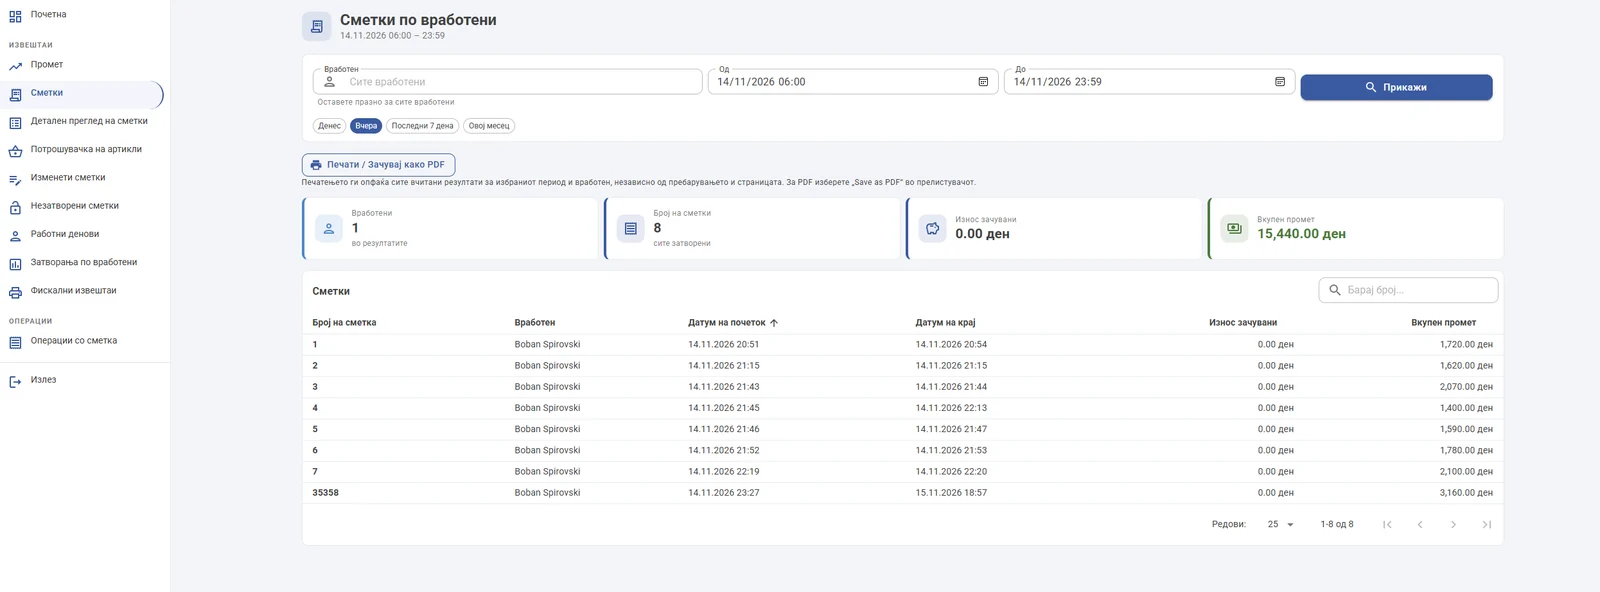 Почетна
ИЗВЕШТАИ
Промет
Сметки
Детален преглед на сметки
Потрошувачка на артикли
Изменети сметки
Незатворени сметки
Работни денови
Затворања по вработени
Фискални извештаи
ОПЕРАЦИИ
Операции со сметка
Излез
Сметки по вработени
14.11.2026 06:00 – 23:59
Вработен
Сите вработени
Оставете празно за сите вработени
Од
14/11/2026 06:00
До
14/11/2026 23:59
Прикажи
Денес Вчера Последни 7 дена Овој месец
Печати / Зачувај како PDF
Печатењето ги опфаќа сите вчитани резултати за избраниот период и вработен, независно од пребарувањето и страницата. За PDF изберете „Save as PDF“ во прелистувачот.
Вработени
1
во резултатите
Број на сметки
8
сите затворени
Износ зачувани
0.00 ден
Вкупен промет
15,440.00 ден
Сметки
Барај број...
Број на сметка Вработен Датум на почеток Датум на крај Износ зачувани Вкупен промет
1 Boban Spirovski 14.11.2026 20:51 14.11.2026 20:54 0.00 ден 1,720.00 ден
2 Boban Spirovski 14.11.2026 21:15 14.11.2026 21:15 0.00 ден 1,620.00 ден
3 Boban Spirovski 14.11.2026 21:43 14.11.2026 21:44 0.00 ден 2,070.00 ден
4 Boban Spirovski 14.11.2026 21:45 14.11.2026 22:13 0.00 ден 1,400.00 ден
5 Boban Spirovski 14.11.2026 21:46 14.11.2026 21:47 0.00 ден 1,590.00 ден
6 Boban Spirovski 14.11.2026 21:52 14.11.2026 21:53 0.00 ден 1,780.00 ден
7 Boban Spirovski 14.11.2026 22:19 14.11.2026 22:20 0.00 ден 2,100.00 ден
35358 Boban Spirovski 14.11.2026 23:27 15.11.2026 18:57 0.00 ден 3,160.00 ден
Редови: 25 1-8 од 8